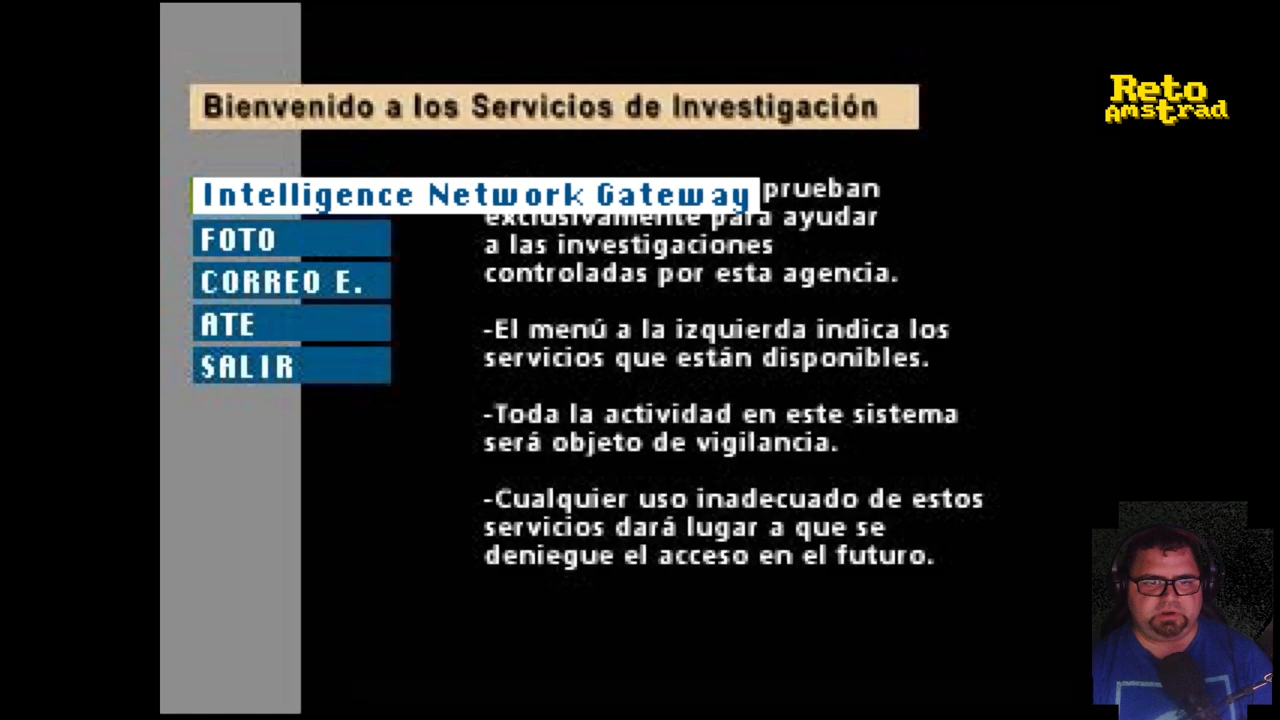 Reto
Amstrad
Bienvenido a los Servicios de Investigación
Intelligence Network Gateway
FOTO
CORREO E.
ATE
SALIR
prueban
exclusivamente para ayudar
a las investigaciones
controladas por esta agencia.
-El menú a la izquierda indica los
servicios que están disponibles.
-Toda la actividad en este sistema
será objeto de vigilancia.
-Cualquier uso inadecuado de estos
servicios dará lugar a que se
deniegue el acceso en el futuro.